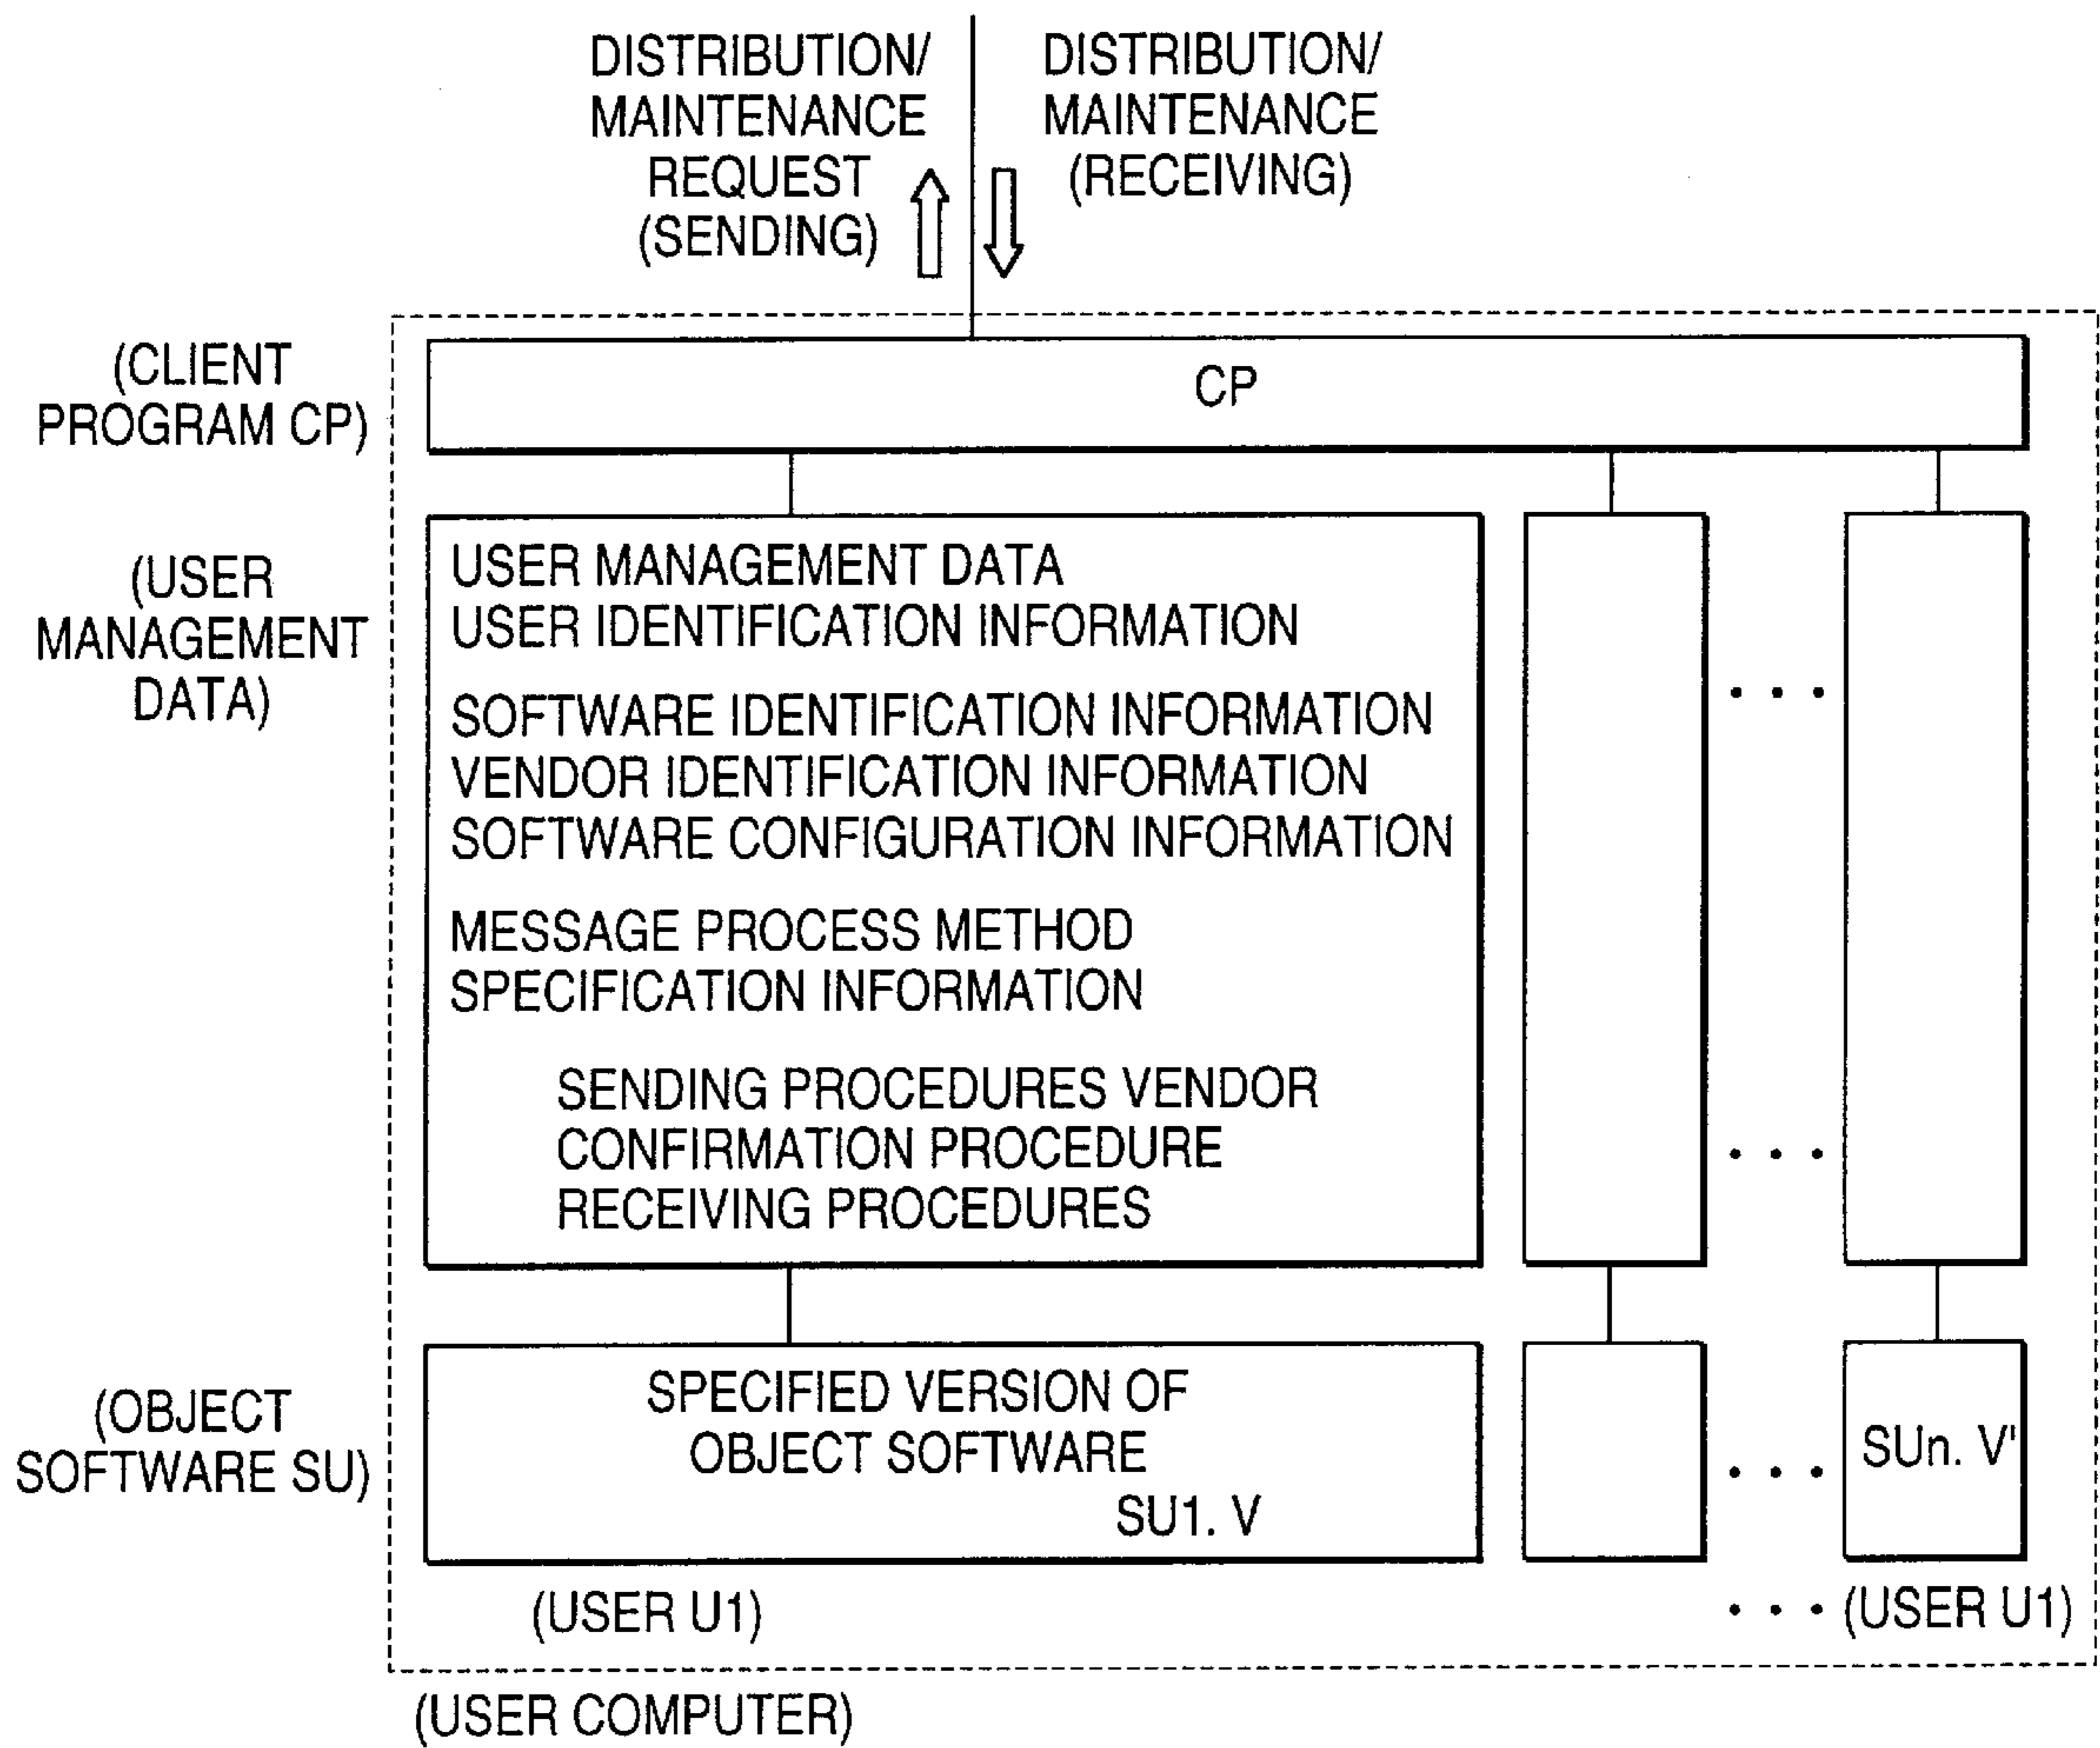 DISTRIBUTION/
MAINTENANCE
REQUEST
(SENDING)
DISTRIBUTION/
MAINTENANCE
(RECEIVING)
(CLIENT
PROGRAM CP)
CP
(USER
MANAGEMENT
DATA)
USER MANAGEMENT DATA
USER IDENTIFICATION INFORMATION
SOFTWARE IDENTIFICATION INFORMATION
VENDOR IDENTIFICATION INFORMATION
SOFTWARE CONFIGURATION INFORMATION
MESSAGE PROCESS METHOD
SPECIFICATION INFORMATION
SENDING PROCEDURES VENDOR
CONFIRMATION PROCEDURE
RECEIVING PROCEDURES
(OBJECT
SOFTWARE SU)
SPECIFIED VERSION OF
OBJECT SOFTWARE
SU1. V
SUn. V'
(USER U1)
(USER U1)
(USER COMPUTER)